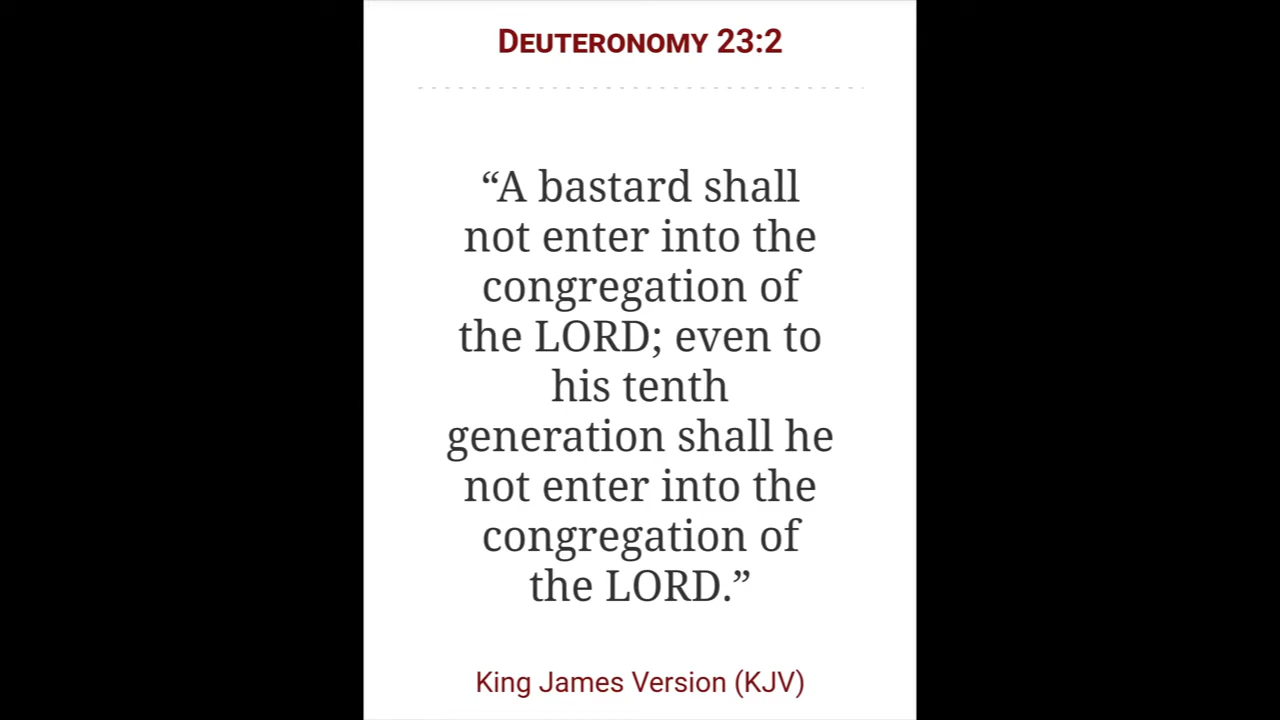 DEUTERONOMY 23:2
“A bastard shall
not enter into the
congregation of
the LORD; even to
his tenth
generation shall he
not enter into the
congregation of
the LORD.”
King James Version (KJV)